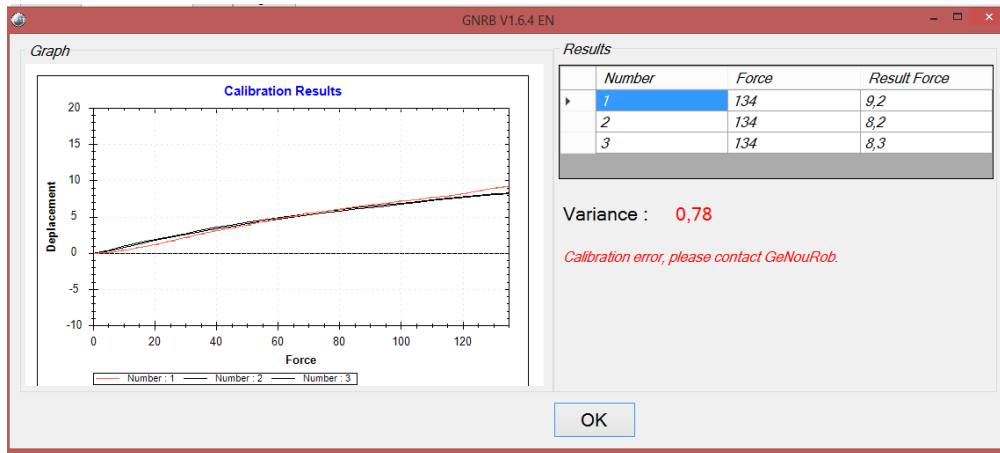 GNRB V1.6.4 EN
Graph
Calibration Results
20
15
10
5
0
-5
-10
Deplacement
0 20 40 60 80 100 120
Force
Number : 1 Number : 2 Number : 3
Results
Number Force Result Force
1 134 9,2
2 134 8,2
3 134 8,3
Variance : 0,78
Calibration error, please contact GeNouRob.
OK